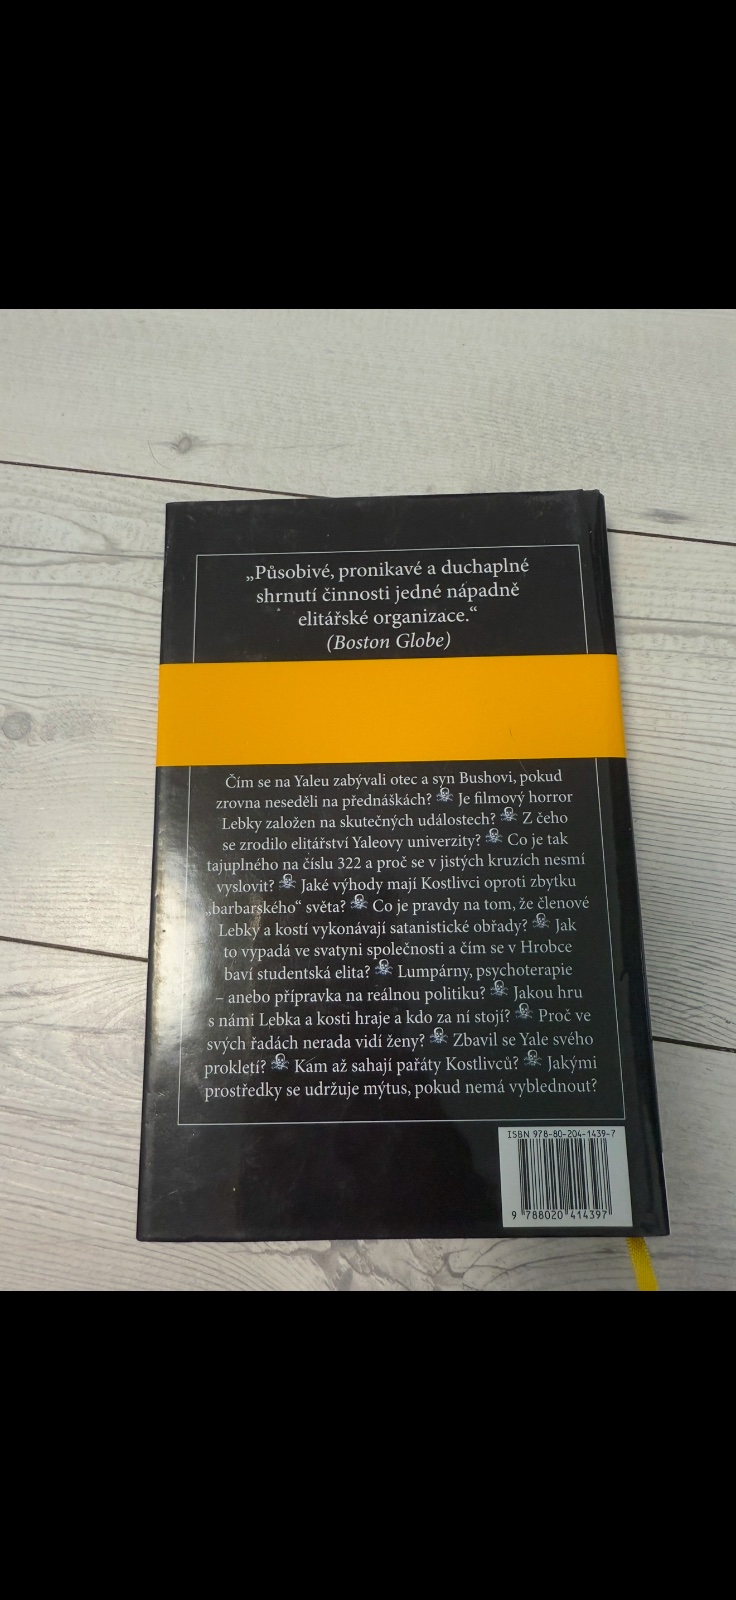 „Působivé, pronikavé a duchaplné
shrnutí činnosti jedné nápadně
elitářské organizace.“
(Boston Globe)
Čím se na Yaleu zabývali otec a syn Bushovi, pokud
zrovna neseděli na přednáškách? ☠ Je filmový horror
Lebky založen na skutečných událostech? ☠ Z čeho
se zrodilo elitářství Yaleovy univerzity? ☠ Co je tak
tajuplného na číslu 322 a proč se v jistých kruzích nesmí
vyslovit? ☠ Jaké výhody mají Kostlivci oproti zbytku
„barbarského“ světa? ☠ Co je pravdy na tom, že členové
Lebky a kostí vykonávají satanistické obřady? ☠ Jak
to vypadá ve svatyni společnosti a čím se v Hrobce
baví studentská elita? ☠ Lumpárny, psychoterapie
– anebo přípravka na reálnou politiku? ☠ Jakou hru
s námi Lebka a kosti hraje a kdo za ní stojí? ☠ Proč ve
svých řadách nerada vidí ženy? ☠ Zbavil se Yale svého
prokletí? ☠ Kam až sahají pařáty Kostlivců? ☠ Jakými
prostředky se udržuje mýtus, pokud nemá vyblednout?
ISBN 978-80-204-1439-7
9 788020 414397